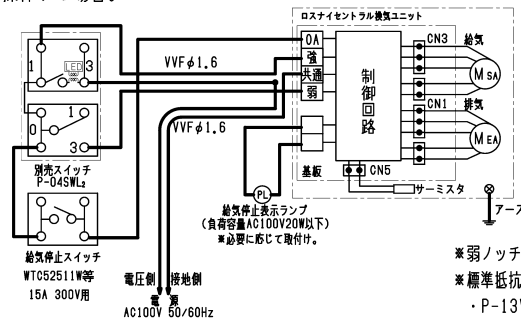 ロスナイセントラル換気ユニット
OA
強
共通
弱
制御回路
基板
CN3
給気
M SA
CN1
排気
M EA
CN5
サーミスタ
アース
1
LED
3
0
1
3
VVFφ1.6
VVFφ1.6
別売スイッチ
P-04SWL₂
給気停止スイッチ
WTC52511W等
15A 300V用
PL
給気停止表示ランプ
(負荷容量AC100V20W以下)
※必要に応じて取付け。
電圧側
接地側
電源
AC100V 50/60Hz
※弱ノッチ
※標準抵抗
・P-13